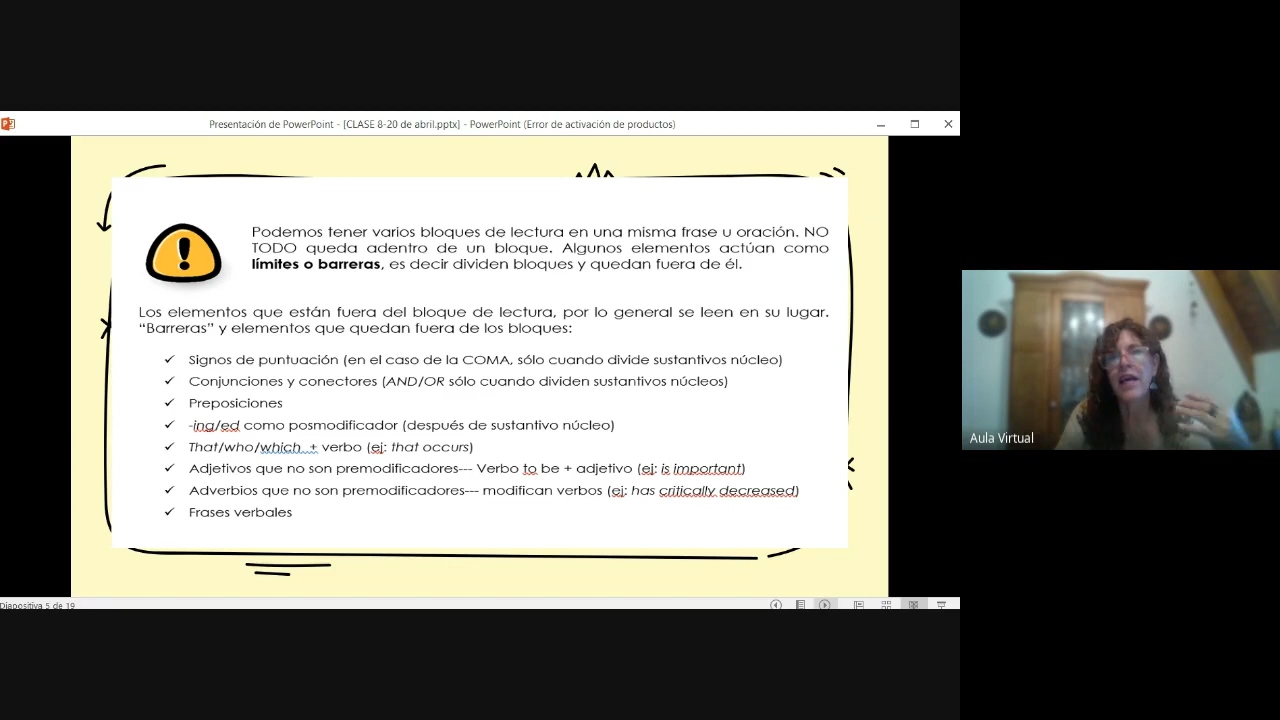 Presentación de PowerPoint - [CLASE 8-20 de abril.pptx] - PowerPoint (Error de activación de productos)
Podemos tener varios bloques de lectura en una misma frase u oración. NO
TODO queda adentro de un bloque. Algunos elementos actúan como
límites o barreras, es decir dividen bloques y quedan fuera de él.
Los elementos que están fuera del bloque de lectura, por lo general se leen en su lugar.
“Barreras” y elementos que quedan fuera de los bloques:
✓ Signos de puntuación (en el caso de la COMA, sólo cuando divide sustantivos núcleo)
✓ Conjunciones y conectores (AND/OR sólo cuando dividen sustantivos núcleos)
✓ Preposiciones
✓ -ing/ed como posmodificador (después de sustantivo núcleo)
✓ That/who/which + verbo (ej: that occurs)
✓ Adjetivos que no son premodificadores--- Verbo to be + adjetivo (ej: is important)
✓ Adverbios que no son premodificadores--- modifican verbos (ej: has critically decreased)
✓ Frases verbales
Diapositiva 5 de 19
Aula Virtual